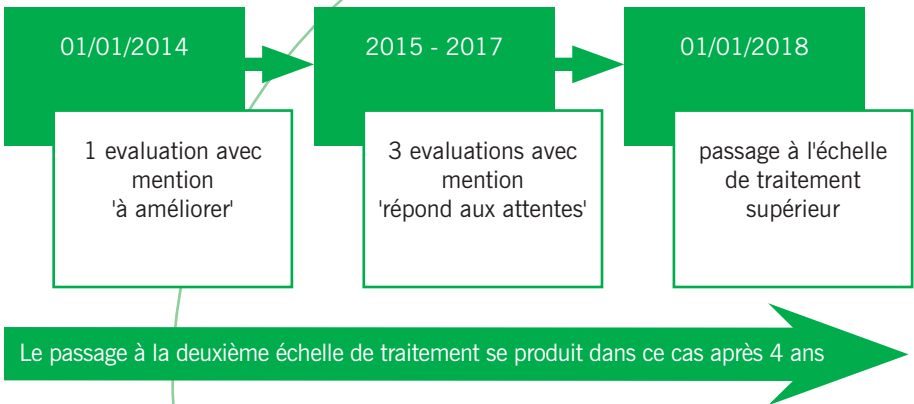 01/01/2014
1 evaluation avec
mention
'à améliorer'
2015 - 2017
3 evaluations avec
mention
'répond aux attentes'
01/01/2018
passage à l'échelle
de traitement
supérieur
Le passage à la deuxième échelle de traitement se produit dans ce cas après 4 ans